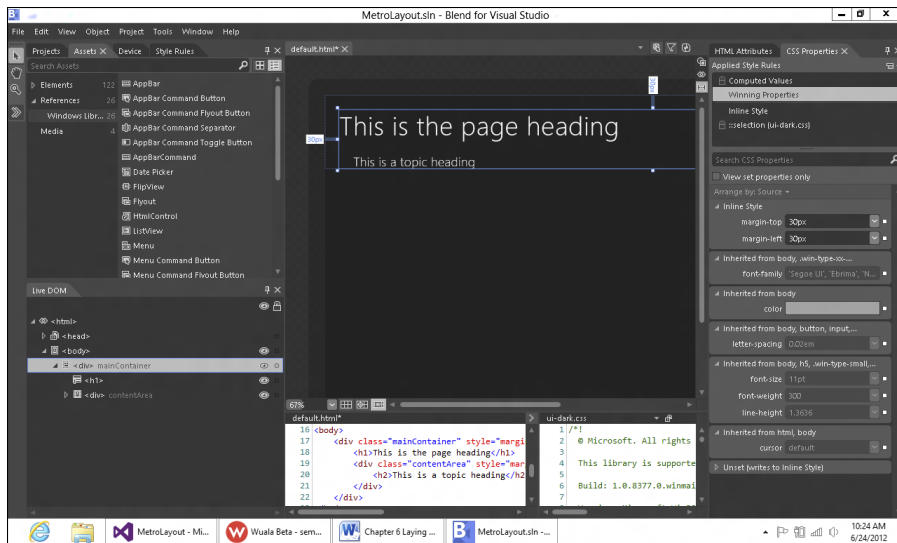 MetroLayout.sln - Blend for Visual Studio
File Edit View Object Project Tools Window Help
Projects Assets Device Style Rules
Search Assets
Elements 122
References 26
Windows Libr... 26
Media 4
AppBar
AppBar Command Button
AppBar Command Flyout Button
AppBar Command Separator
AppBar Command Toggle Button
AppBarCommand
Date Picker
FlipView
Flyout
HtmlControl
ListView
Menu
Menu Command Button
Menu Command Flyout Button
Live DOM
<html>
<head>
<body>
<div> mainContainer
<h1>
<div> contentArea
default.html*
30px
30px
This is the page heading
This is a topic heading
67%
default.html*
16 <body>
17 <div class="mainContainer" style="margi
18 <h1>This is the page heading</h1>
19 <div class="contentArea" style="mar
20 <h2>This is a topic heading</h2
21 </div>
22 </div>
ui-dark.css
1 /*!
2 © Microsoft. All rights
3
4 This library is supporte
5
6 Build: 1.0.8377.0.winmai
7
HTML Attributes CSS Properties
Applied Style Rules
Computed Values
Winning Properties
Inline Style
::selection (ui-dark.css)
Search CSS Properties
View set properties only
Arrange by: Source
Inline Style
margin-top 30px
margin-left 30px
Inherited from body, .win-type-xx-...
font-family 'Segoe UI', 'Ebrima', 'N...
Inherited from body
color
Inherited from body, button, input,...
letter-spacing 0.02em
Inherited from body, h5, .win-type-small,...
font-size 11pt
font-weight 300
line-height 1.3636
Inherited from html, body
cursor default
Unset (writes to Inline Style)
MetroLayout - Mi...
Wuala Beta - sem...
Chapter 6 Laying ...
MetroLayout.sln -...
10:24 AM
6/24/2012